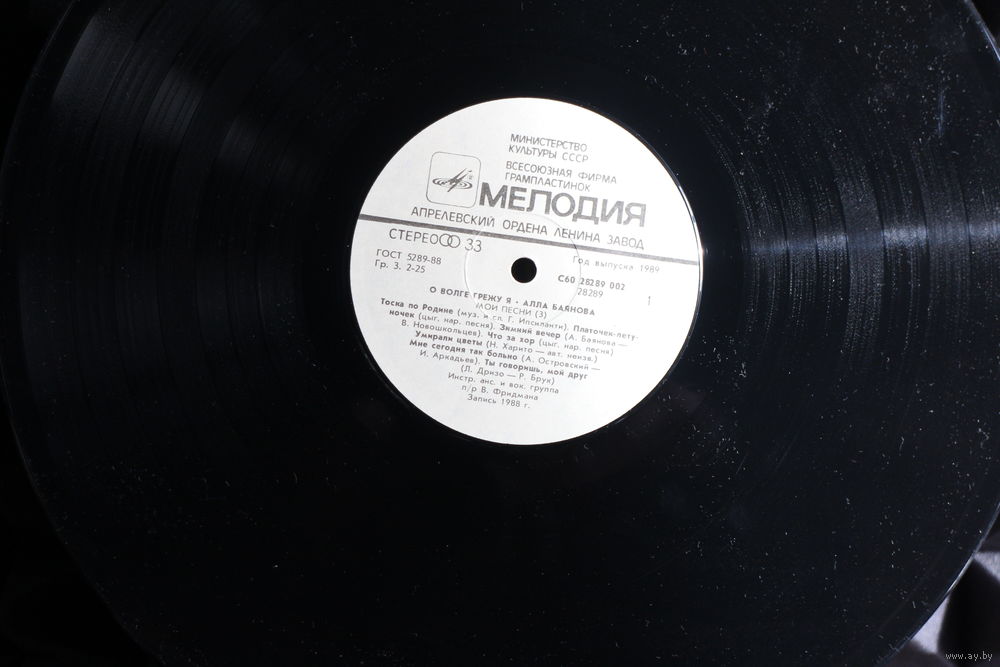 МИНИСТЕРСТВО
КУЛЬТУРЫ СССР
ВСЕСОЮЗНАЯ ФИРМА
ГРАМПЛАСТИНОК
МЕЛОДИЯ
АПРЕЛЕВСКИЙ ОРДЕНА ЛЕНИНА ЗАВОД
СТЕРЕО 33
Год выпуска 1989
ГОСТ 5289-88
Гр. 3. 2-25
С60 28289 002
28289
1
О ВОЛГЕ ГРЕЖУ Я • АЛЛА БАЯНОВА
МОИ ПЕСНИ (3)
Тоска по Родине (муз. и сл. Г. Ипсиланти). Платочек-пету-
ночек (цыг. нар. песня). Зимний вечер (А. Баянова —
В. Новошкольцев). Что за хор (цыг. нар. песня)
Умирали цветы (Н. Харито — авт. неизв.)
Мне сегодня так больно (А. Островский —
И. Аркадьев). Ты говоришь, мой друг
(Л. Дризо — Р. Брук)
Инстр. анс. и вок. группа
п/р В. Фридмана
Запись 1988 г.
www.ay.by